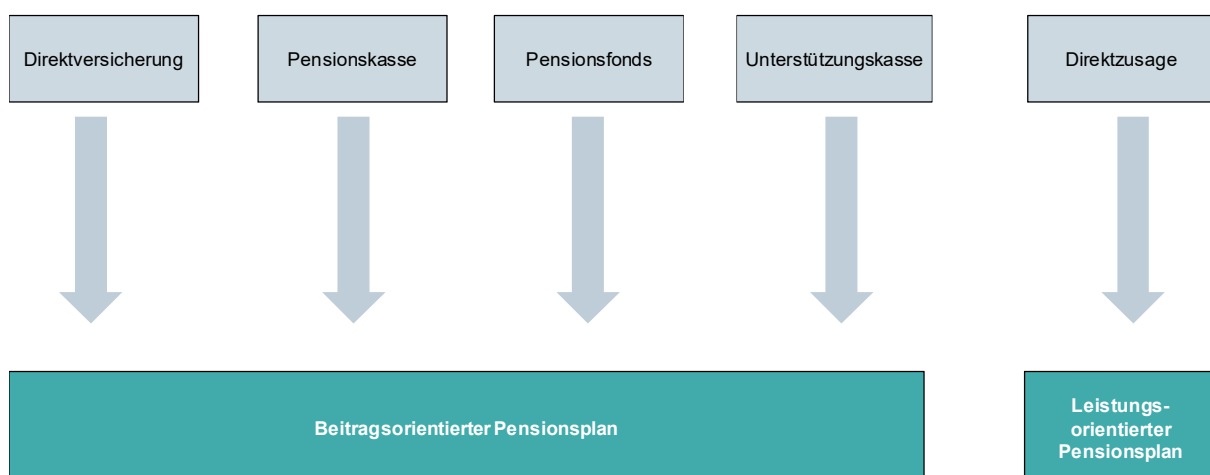 Direktversicherung
Pensionskasse
Pensionsfonds
Unterstützungskasse
Direktzusage
Beitragsorientierter Pensionsplan
Leistungs-
orientierter
Pensionsplan